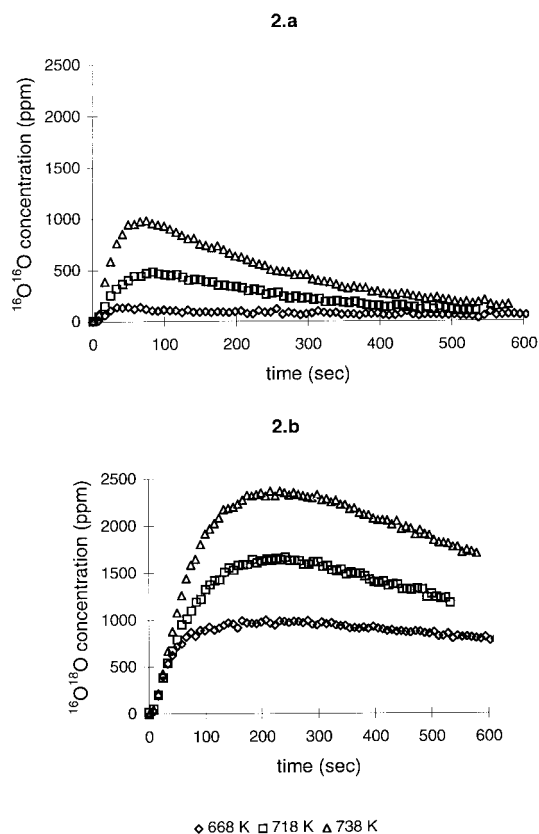 2.a
¹⁶O¹⁶O concentration (ppm)
2500
2000
1500
1000
500
0
0 100 200 300 400 500 600
time (sec)
2.b
¹⁶O¹⁸O concentration (ppm)
2500
2000
1500
1000
500
0
0 100 200 300 400 500 600
time (sec)
◇ 668 K □ 718 K △ 738 K